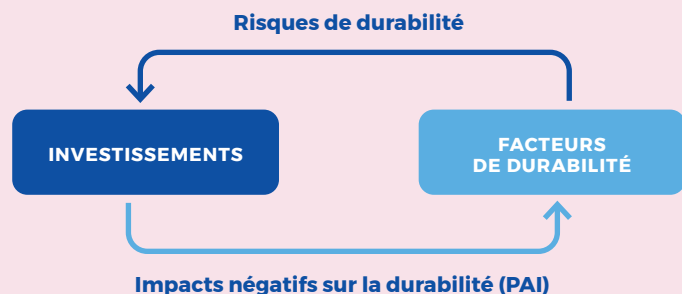 Risques de durabilité
INVESTISSEMENTS
FACTEURS
DE DURABILITÉ
Impacts négatifs sur la durabilité (PAI)